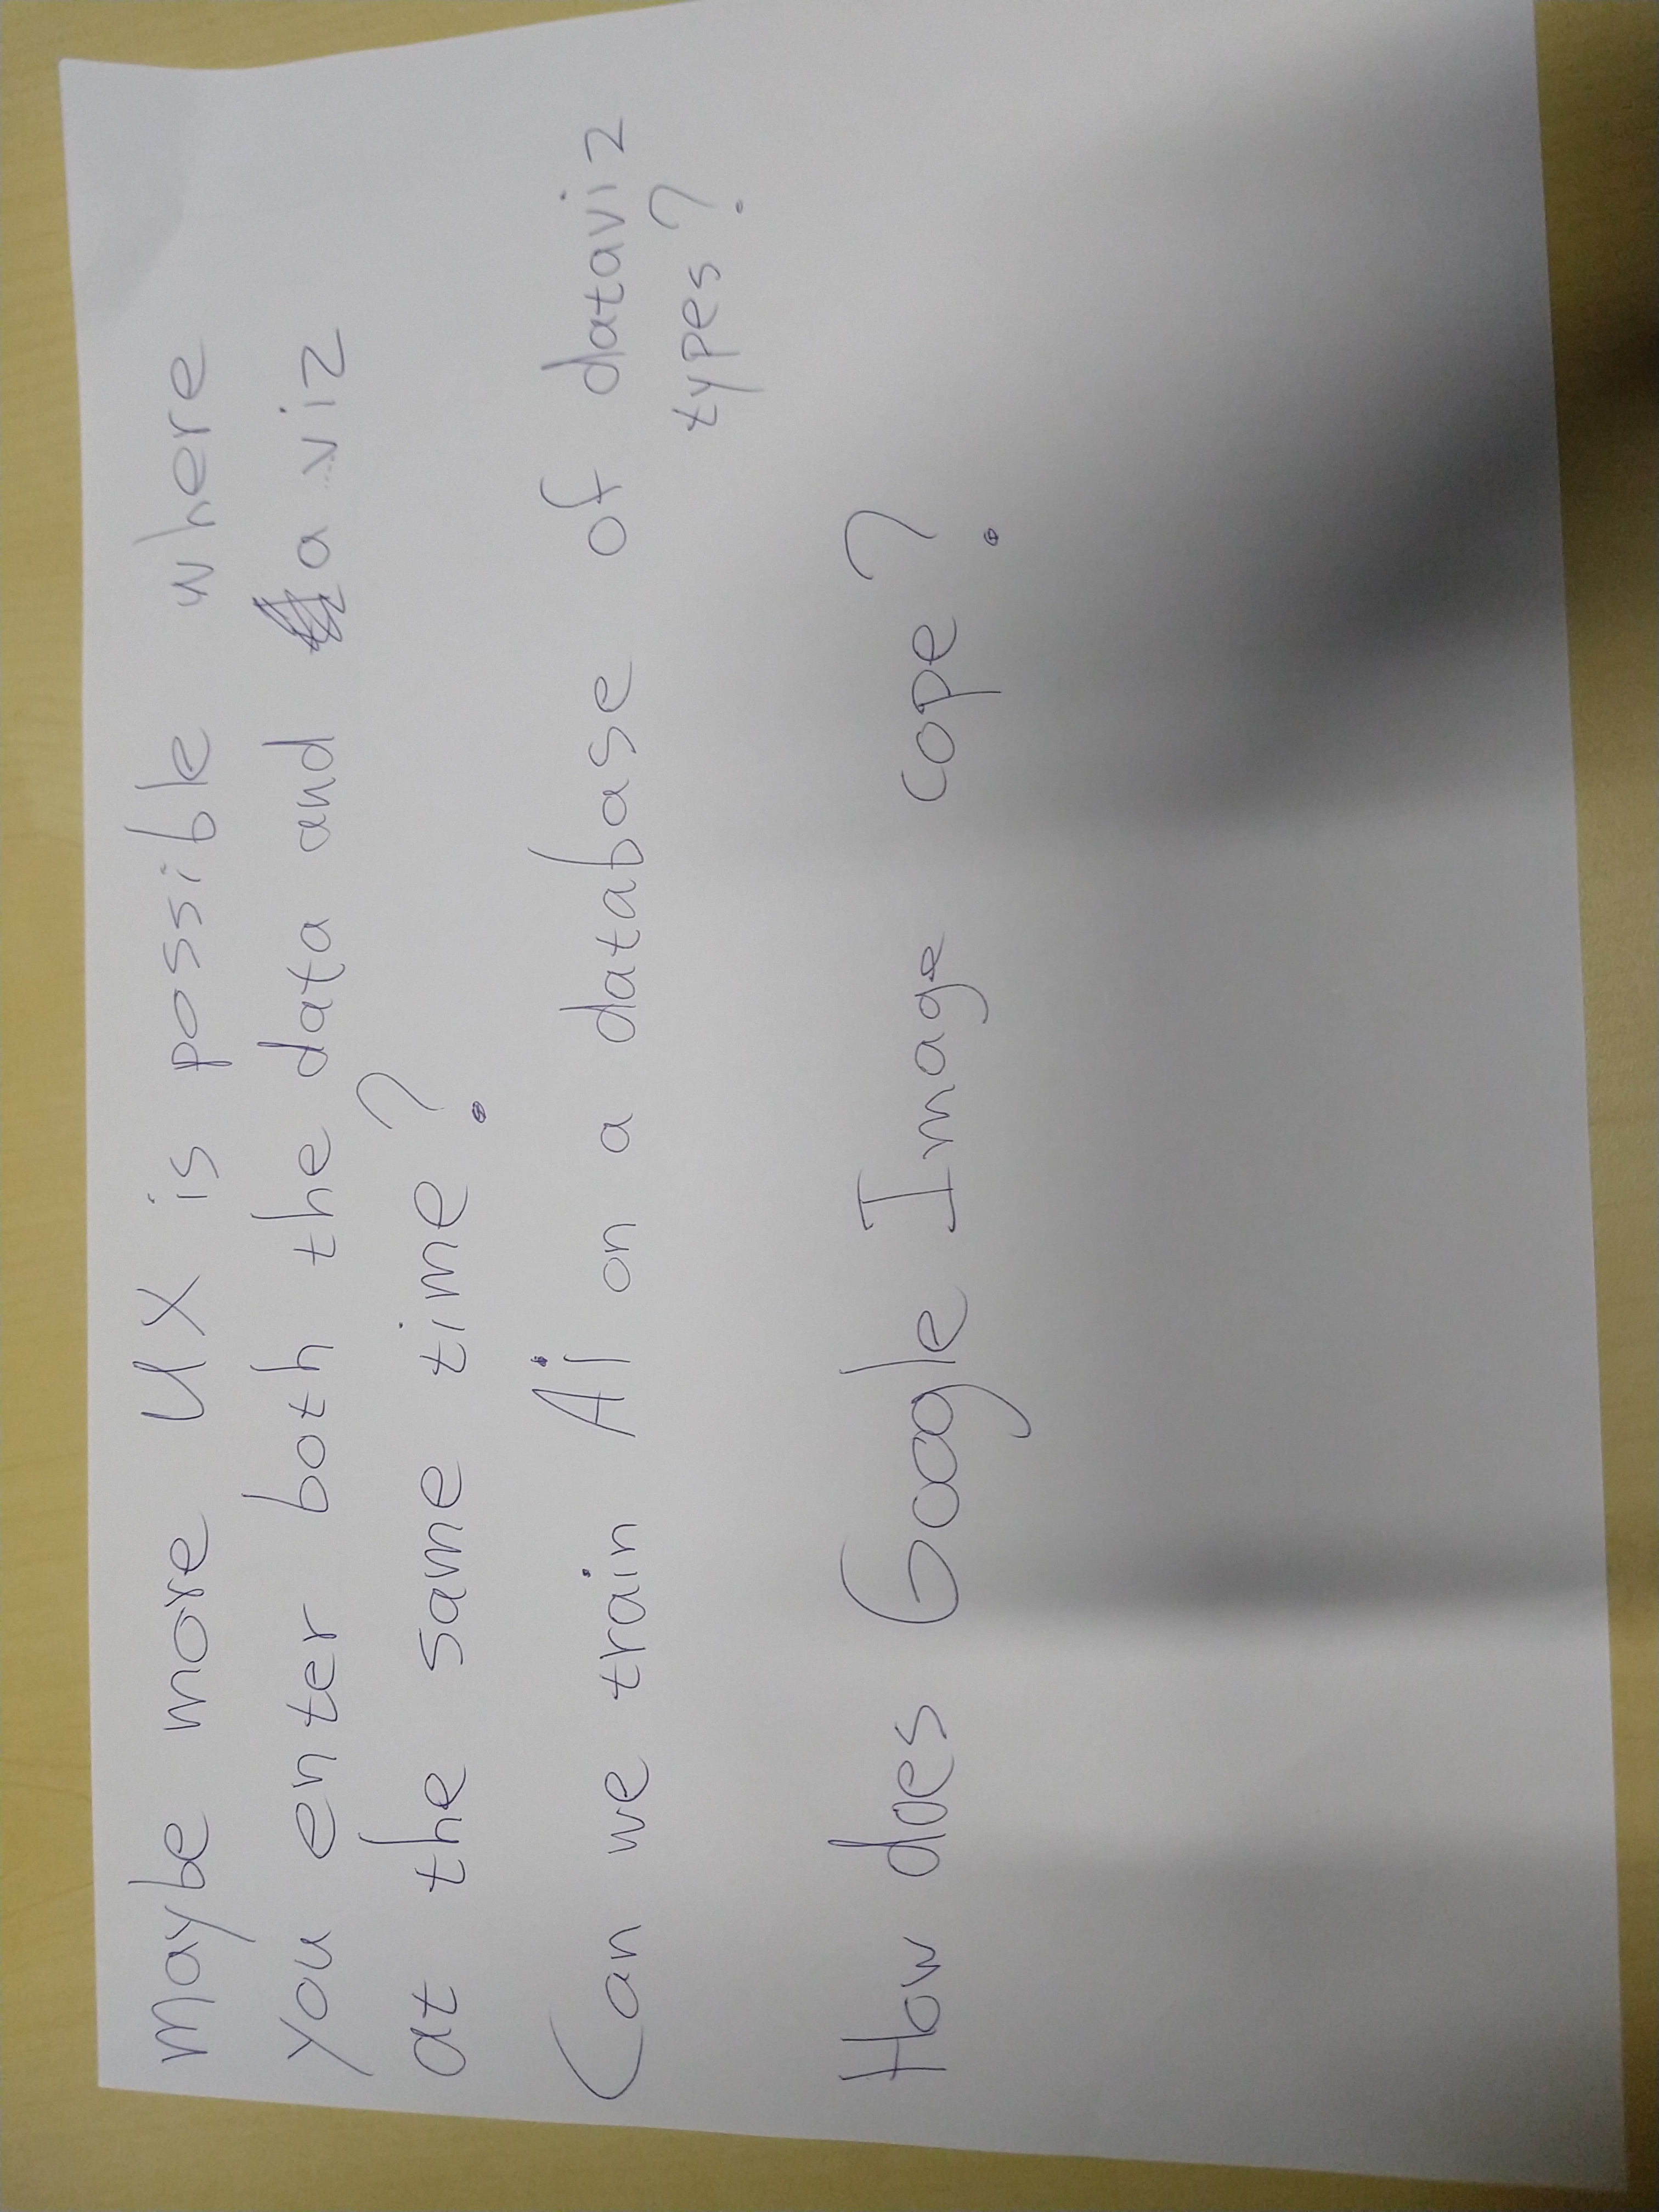 maybe more UX is possible where
you enter both the data and a viz
at the same time?
Can we train Ai on a database of dataviz
types?
How does Google Image cope?